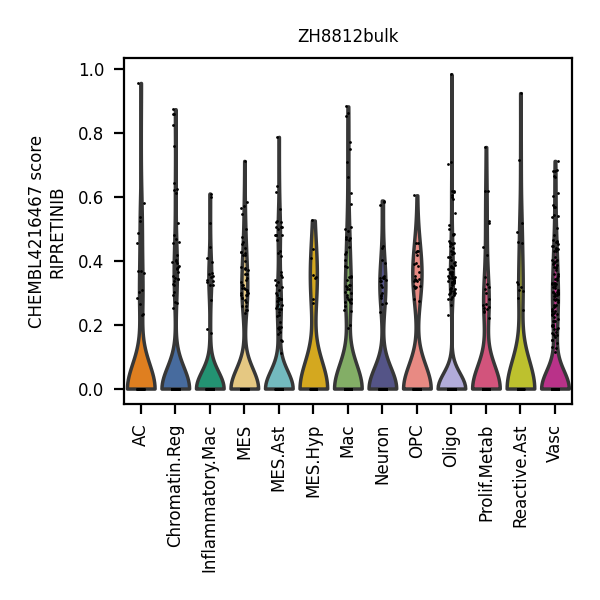 ZH8812bulk
CHEMBL4216467 score
RIPRETINIB
1.0
0.8
0.6
0.4
0.2
0.0
AC
Chromatin.Reg
Inflammatory.Mac
MES
MES.Ast
MES.Hyp
Mac
Neuron
OPC
Oligo
Prolif.Metab
Reactive.Ast
Vasc